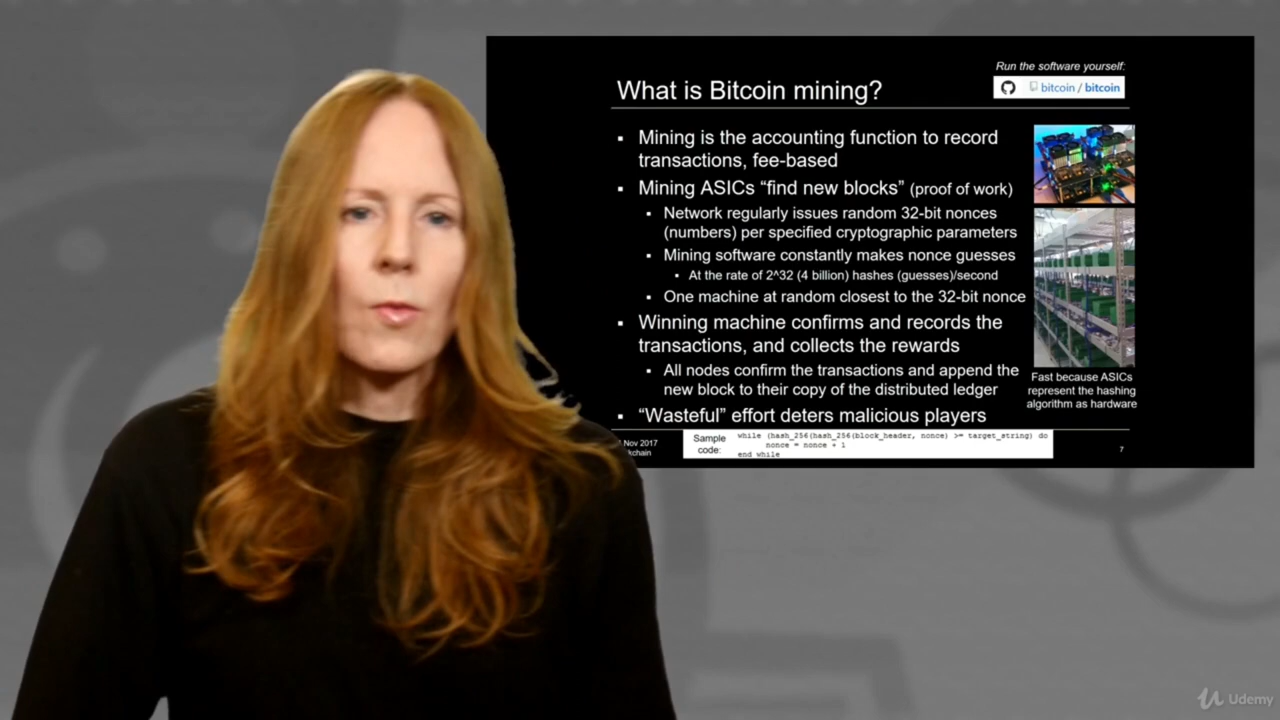 Run the software yourself:
What is Bitcoin mining?
bitcoin / bitcoin
▪ Mining is the accounting function to record
transactions, fee-based
▪ Mining ASICs “find new blocks” (proof of work)
▪ Network regularly issues random 32-bit nonces
(numbers) per specified cryptographic parameters
▪ Mining software constantly makes nonce guesses
▪ At the rate of 2^32 (4 billion) hashes (guesses)/second
▪ One machine at random closest to the 32-bit nonce
▪ Winning machine confirms and records the
transactions, and collects the rewards
▪ All nodes confirm the transactions and append the
new block to their copy of the distributed ledger
▪ “Wasteful” effort deters malicious players
Fast because ASICs
represent the hashing
algorithm as hardware
Nov 2017
Sample
code:
while (hash_256(hash_256(block_header, nonce) >= target_string) do
nonce = nonce + 1
end while
7
Udemy